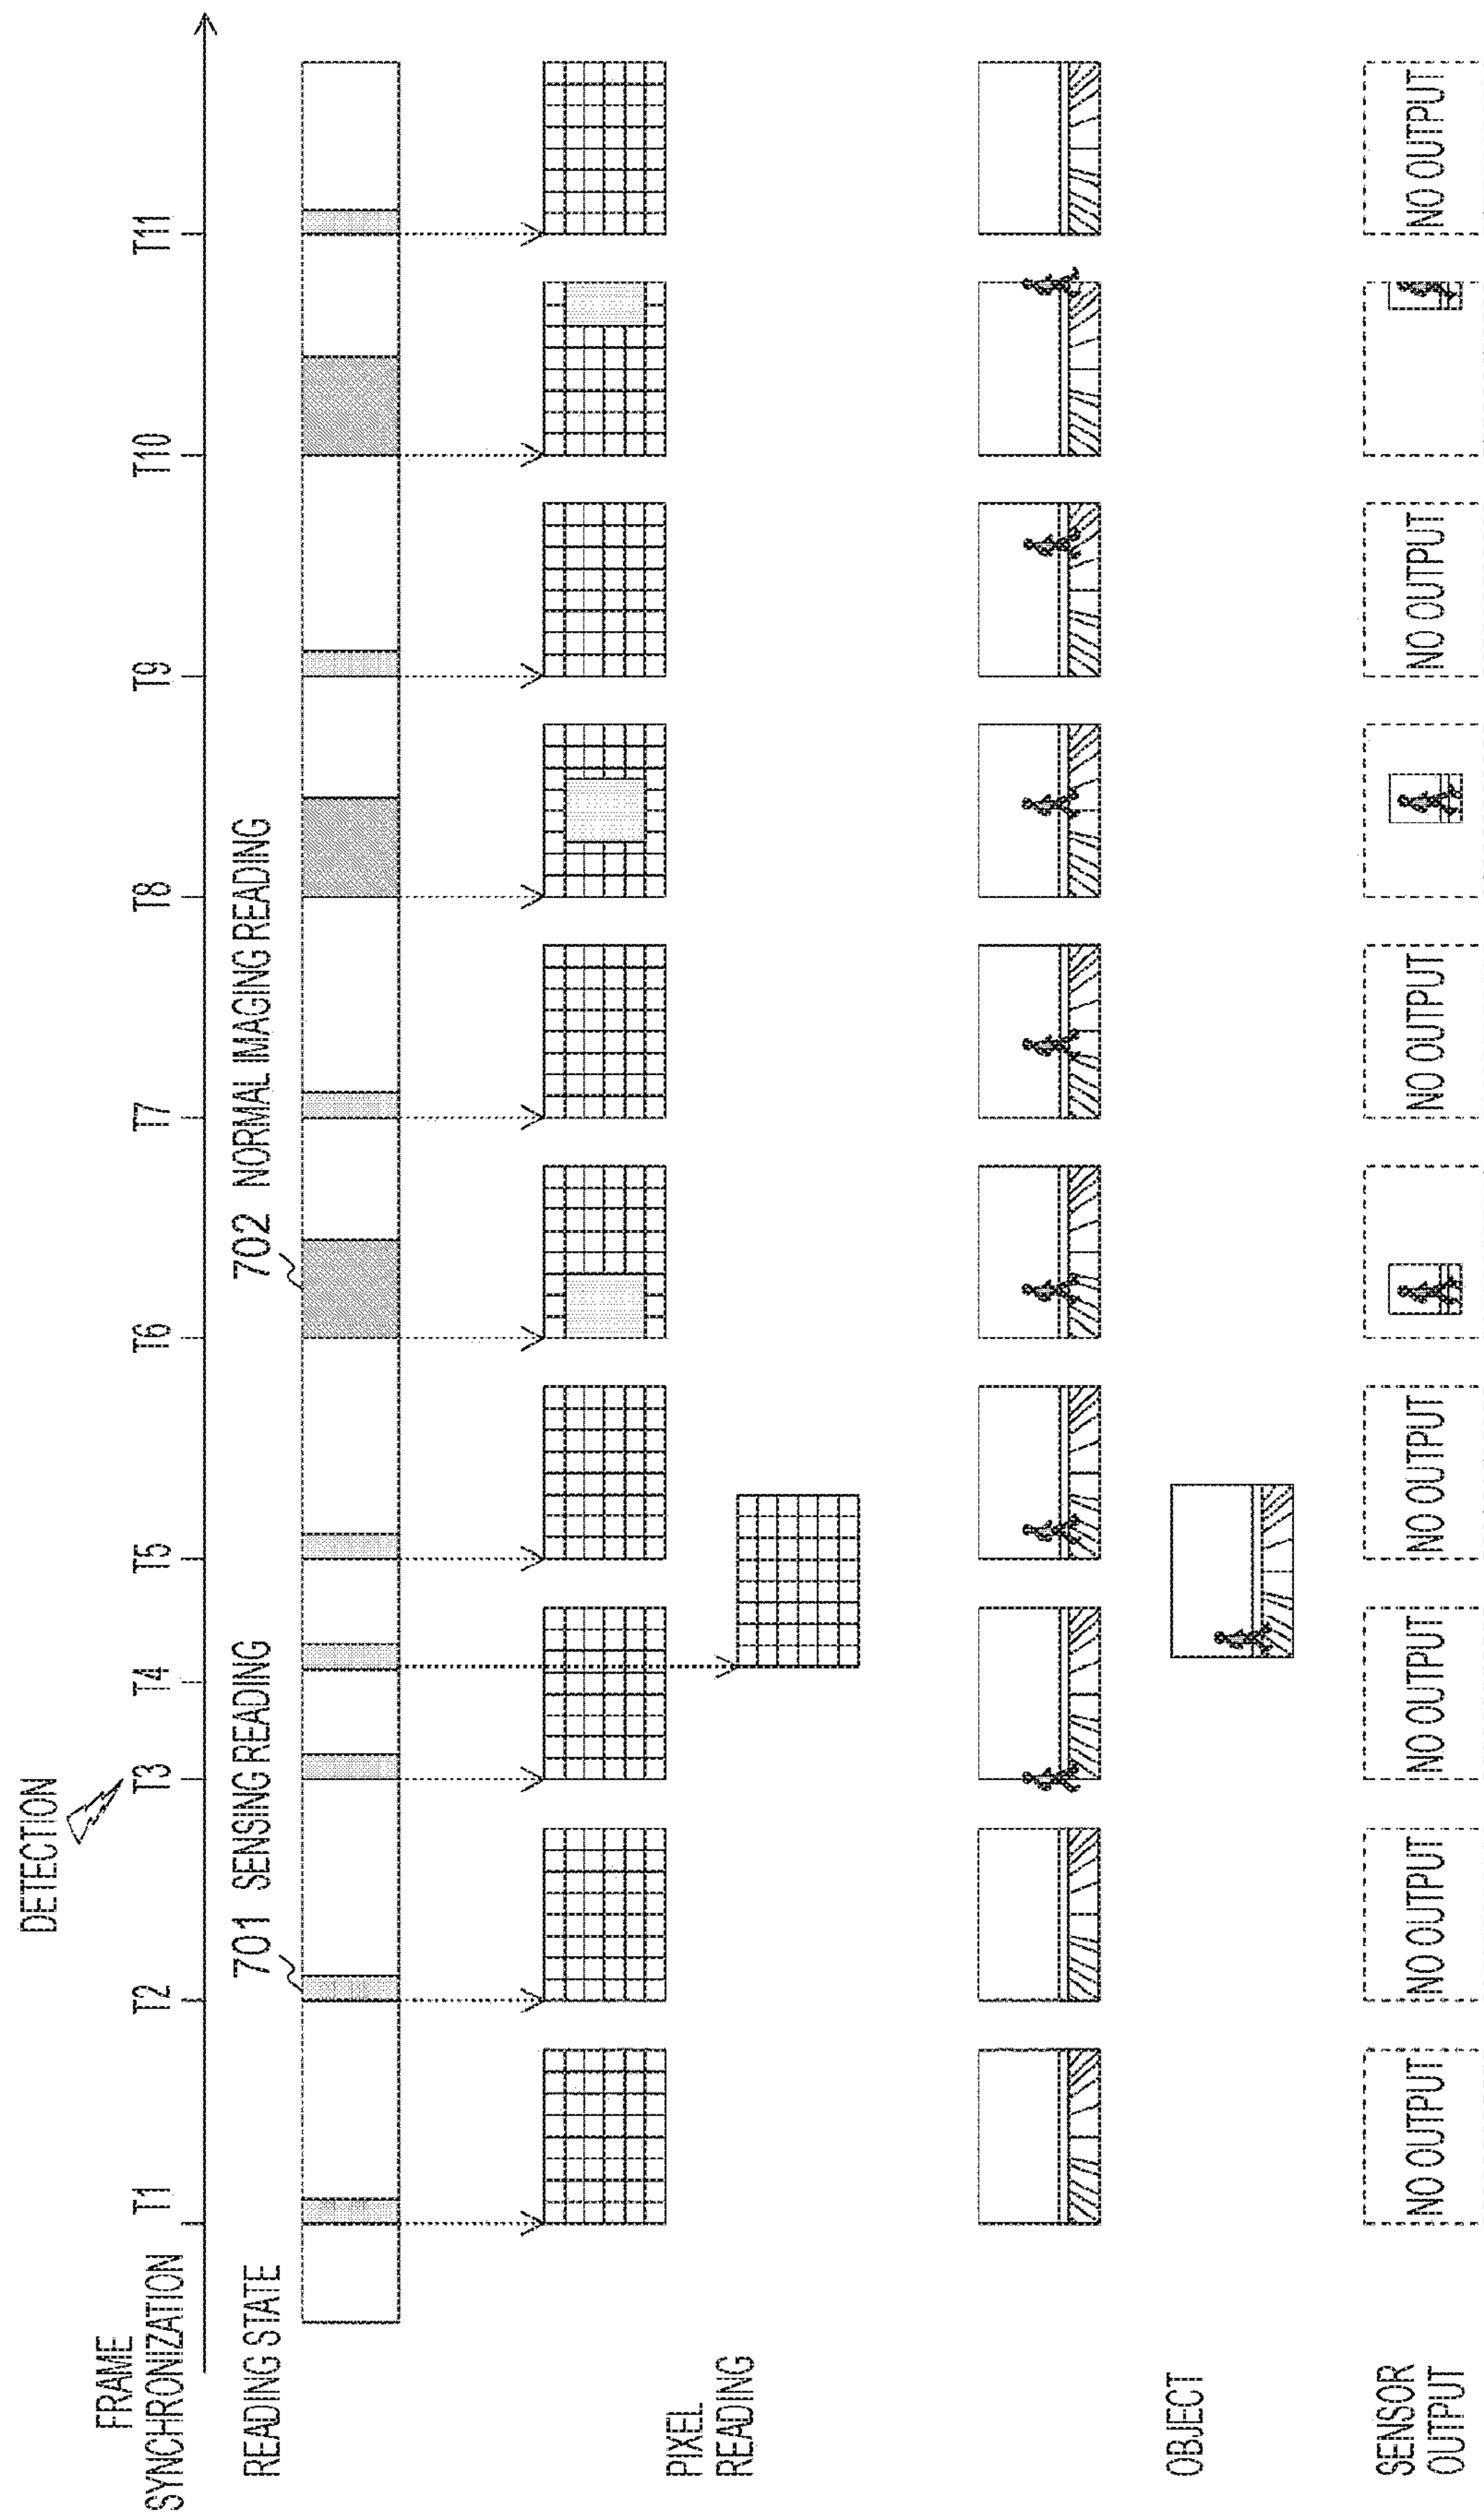 DETECTION
FRAME
SYNCHRONIZATION
T1
T2
T3
T4
T5
T6
T7
T8
T9
T10
T11
READING STATE
701 SENSING READING
702 NORMAL IMAGING READING
PIXEL
READING
OBJECT
SENSOR
OUTPUT
NO OUTPUT
NO OUTPUT
NO OUTPUT
NO OUTPUT
NO OUTPUT
NO OUTPUT
NO OUTPUT